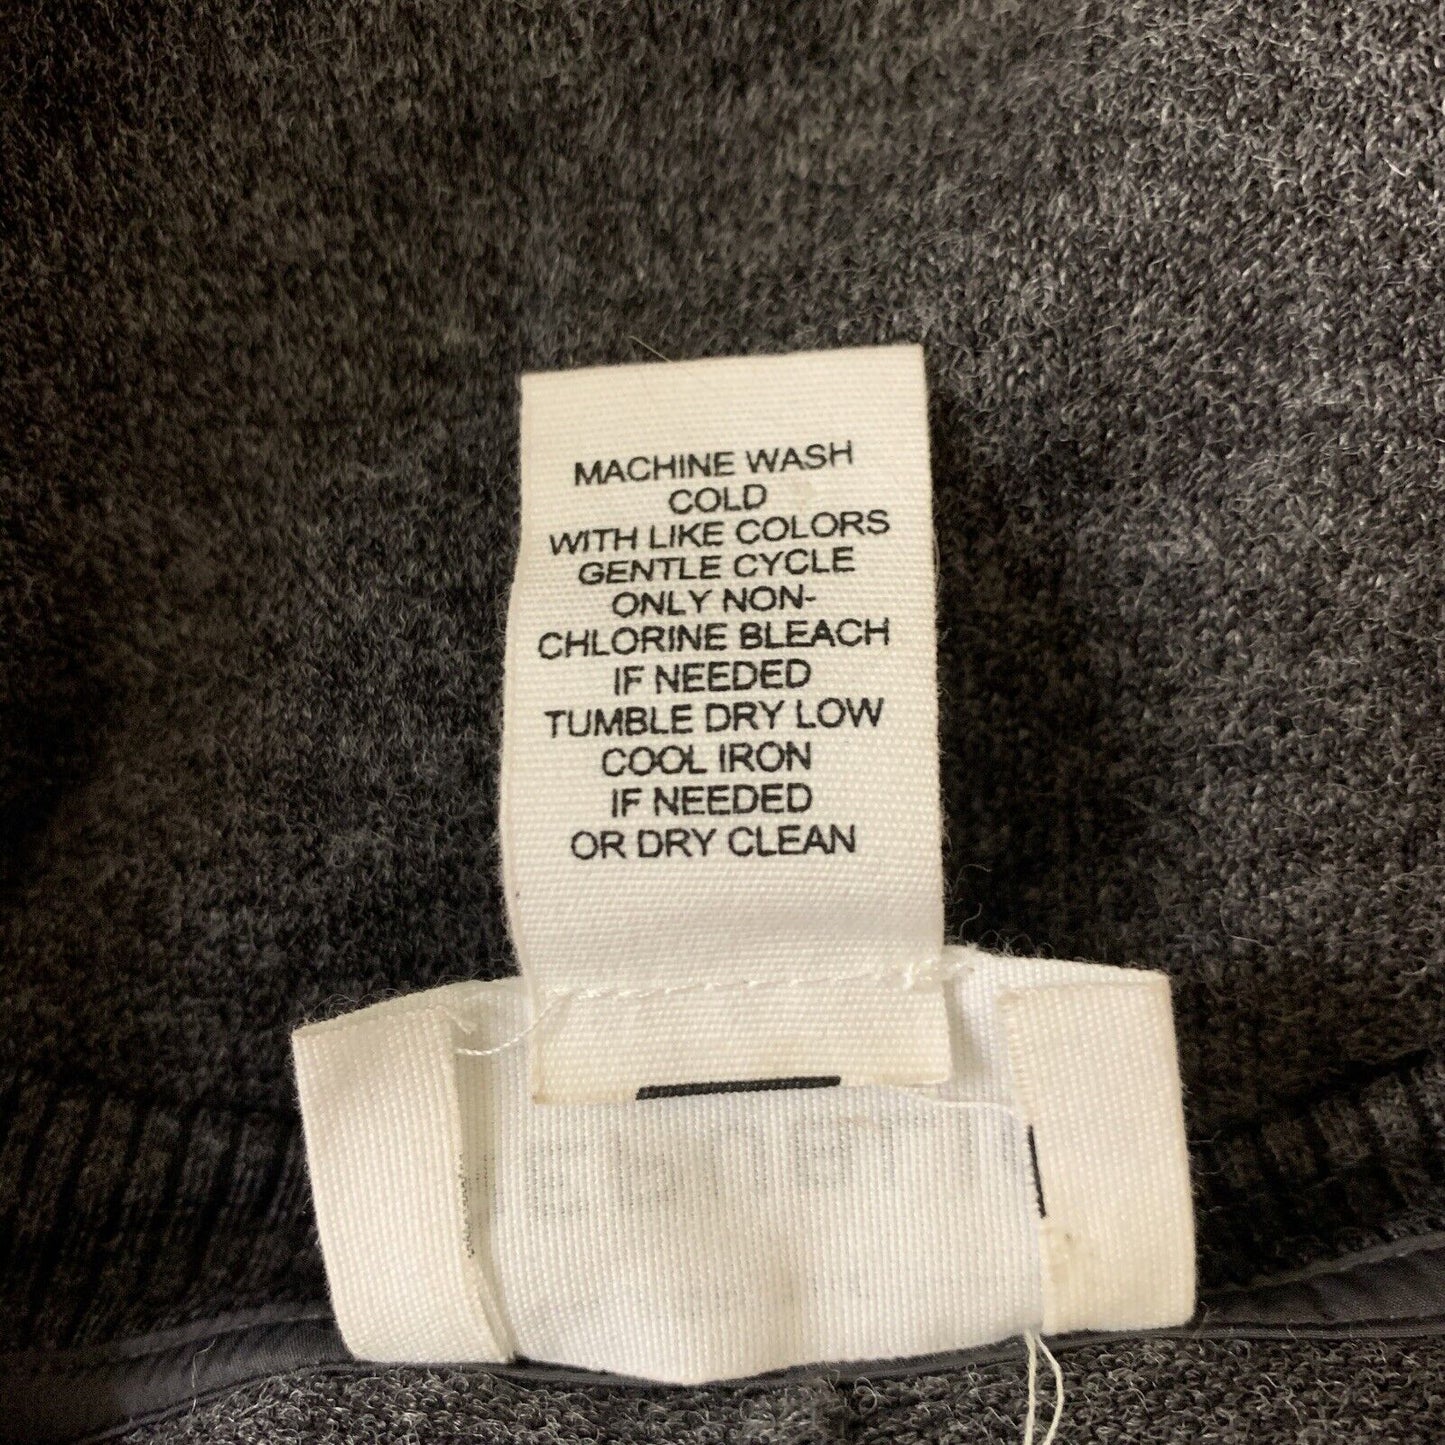 MACHINE WASH
COLD
WITH LIKE COLORS
GENTLE CYCLE
ONLY NON-
CHLORINE BLEACH
IF NEEDED
TUMBLE DRY LOW
COOL IRON
IF NEEDED
OR DRY CLEAN